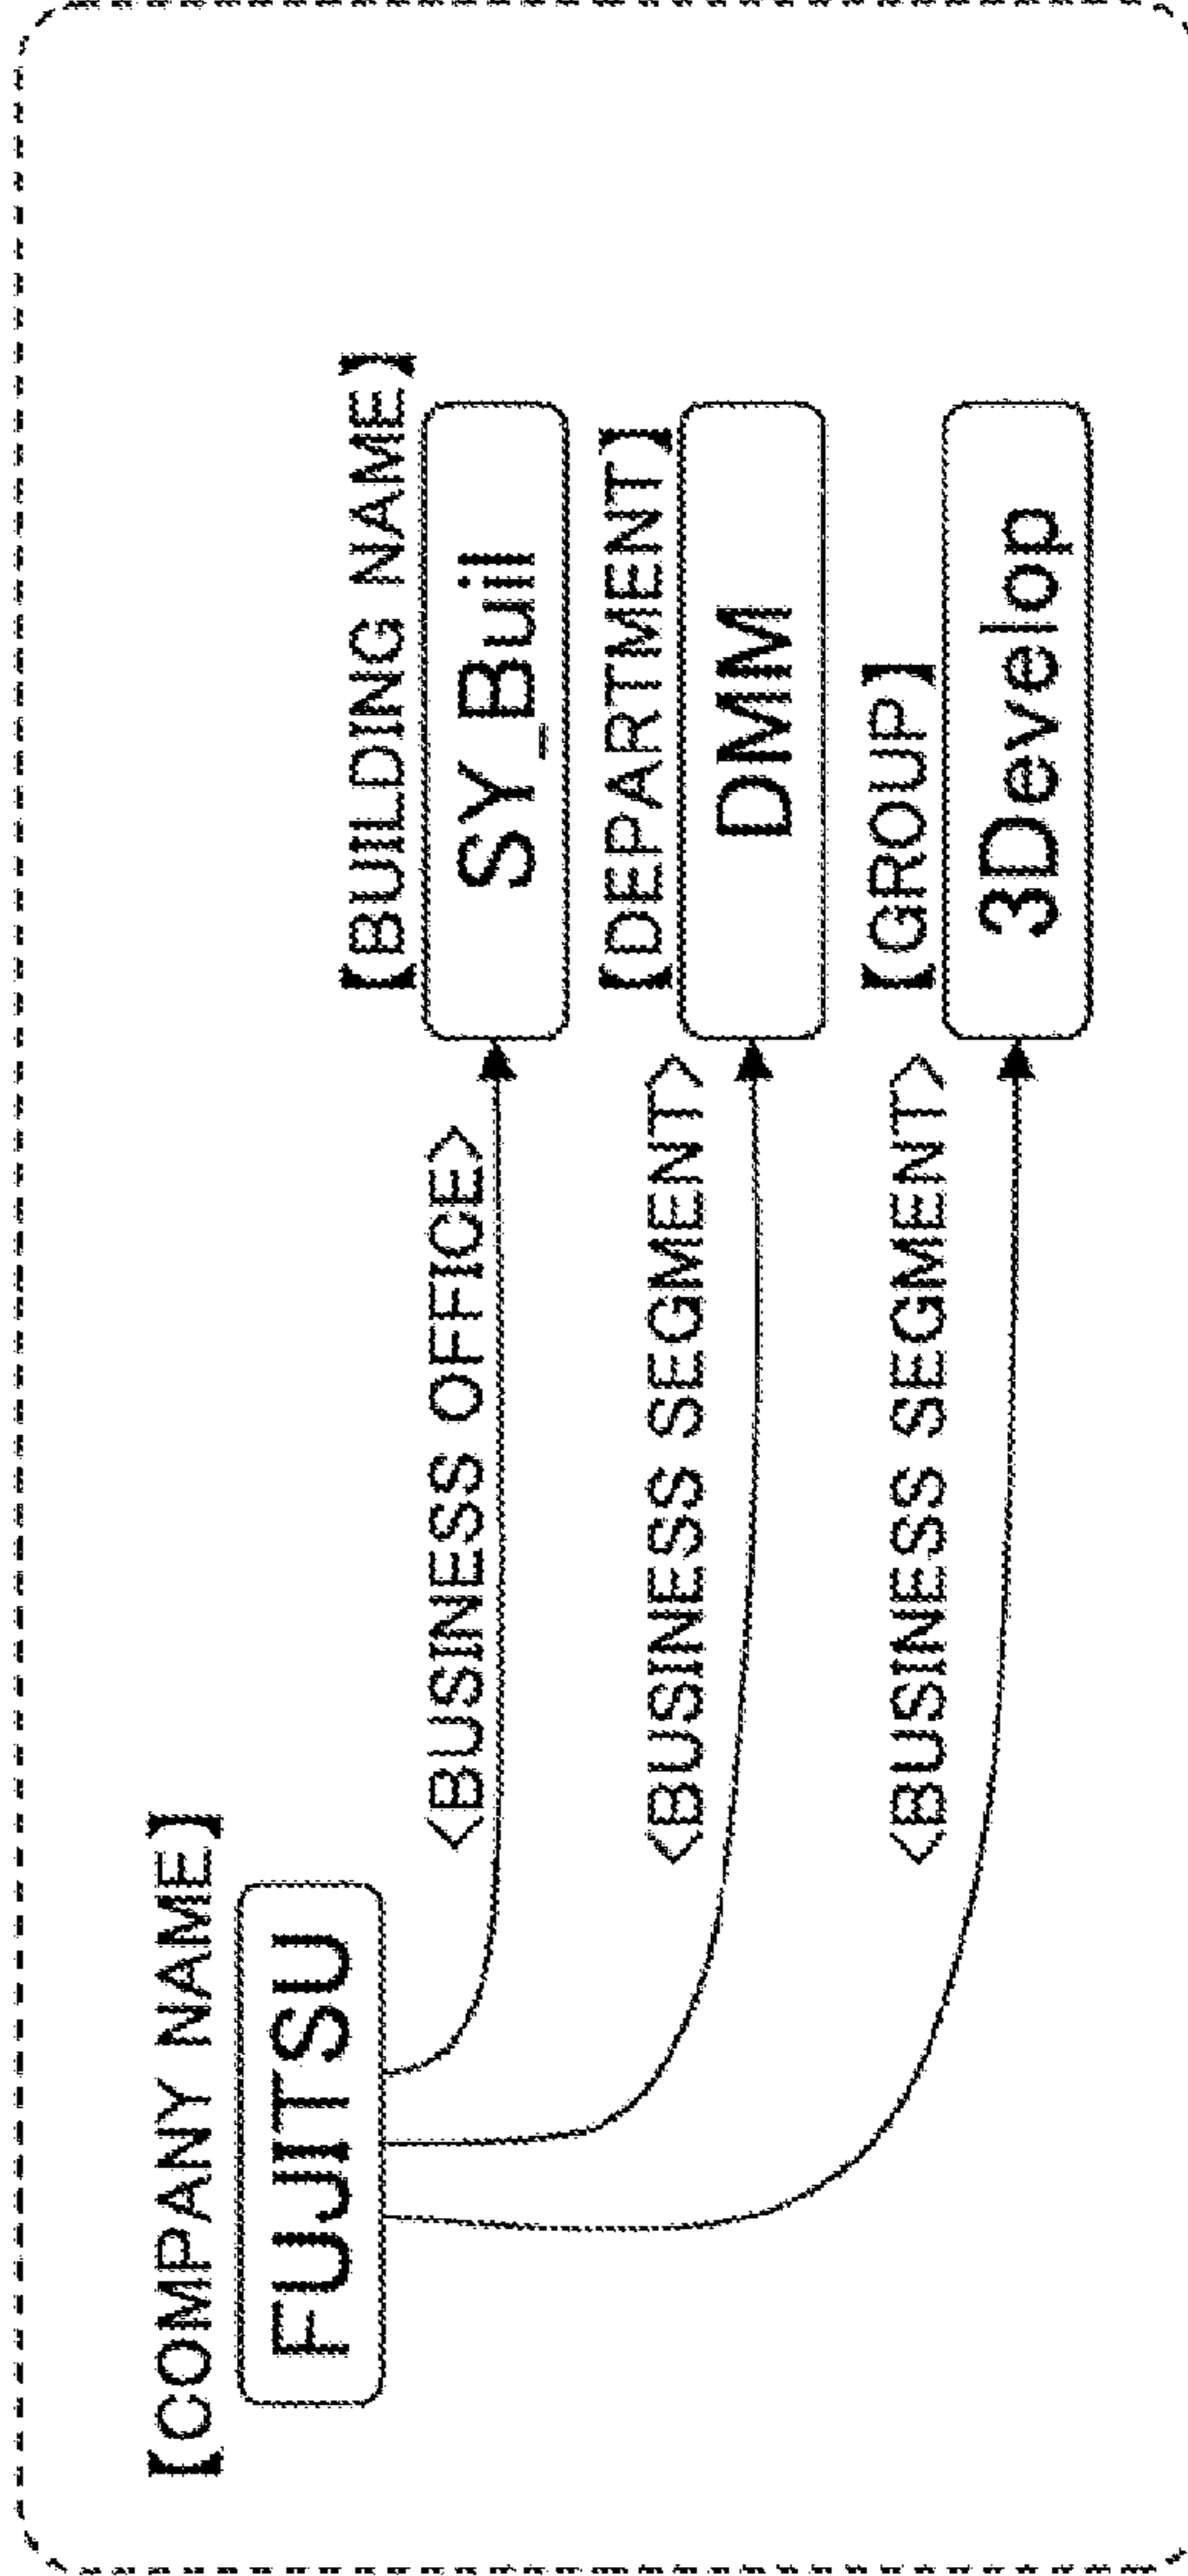 【COMPANY NAME】
FUJITSU
【BUILDING NAME】
<BUSINESS OFFICE>
SY_Buil
【DEPARTMENT】
<BUSINESS SEGMENT>
DMM
【GROUP】
<BUSINESS SEGMENT>
3Develop